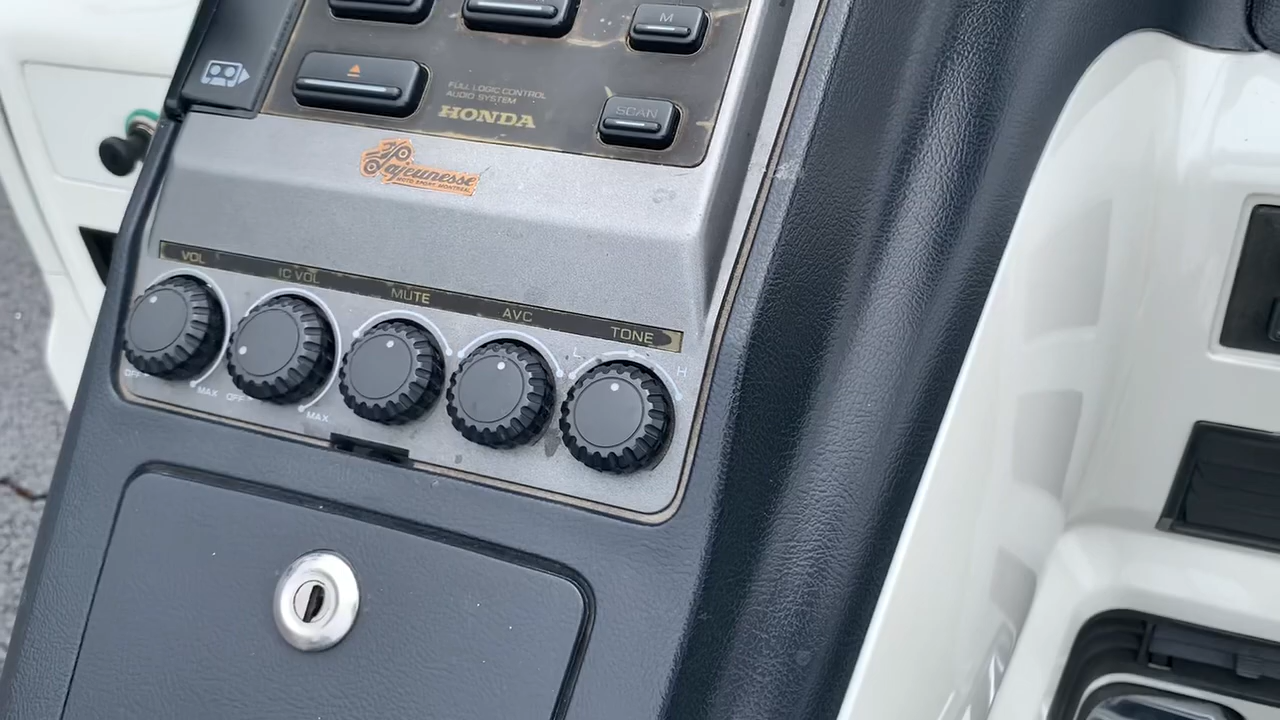 M
FULL LOGIC CONTROL
AUDIO SYSTEM
HONDA
SCAN
Lajeunesse
MOTO SPORT MONTREAL
VOL
IC VOL
MUTE
AVC
TONE
L
H
OFF
MAX
OFF
MAX